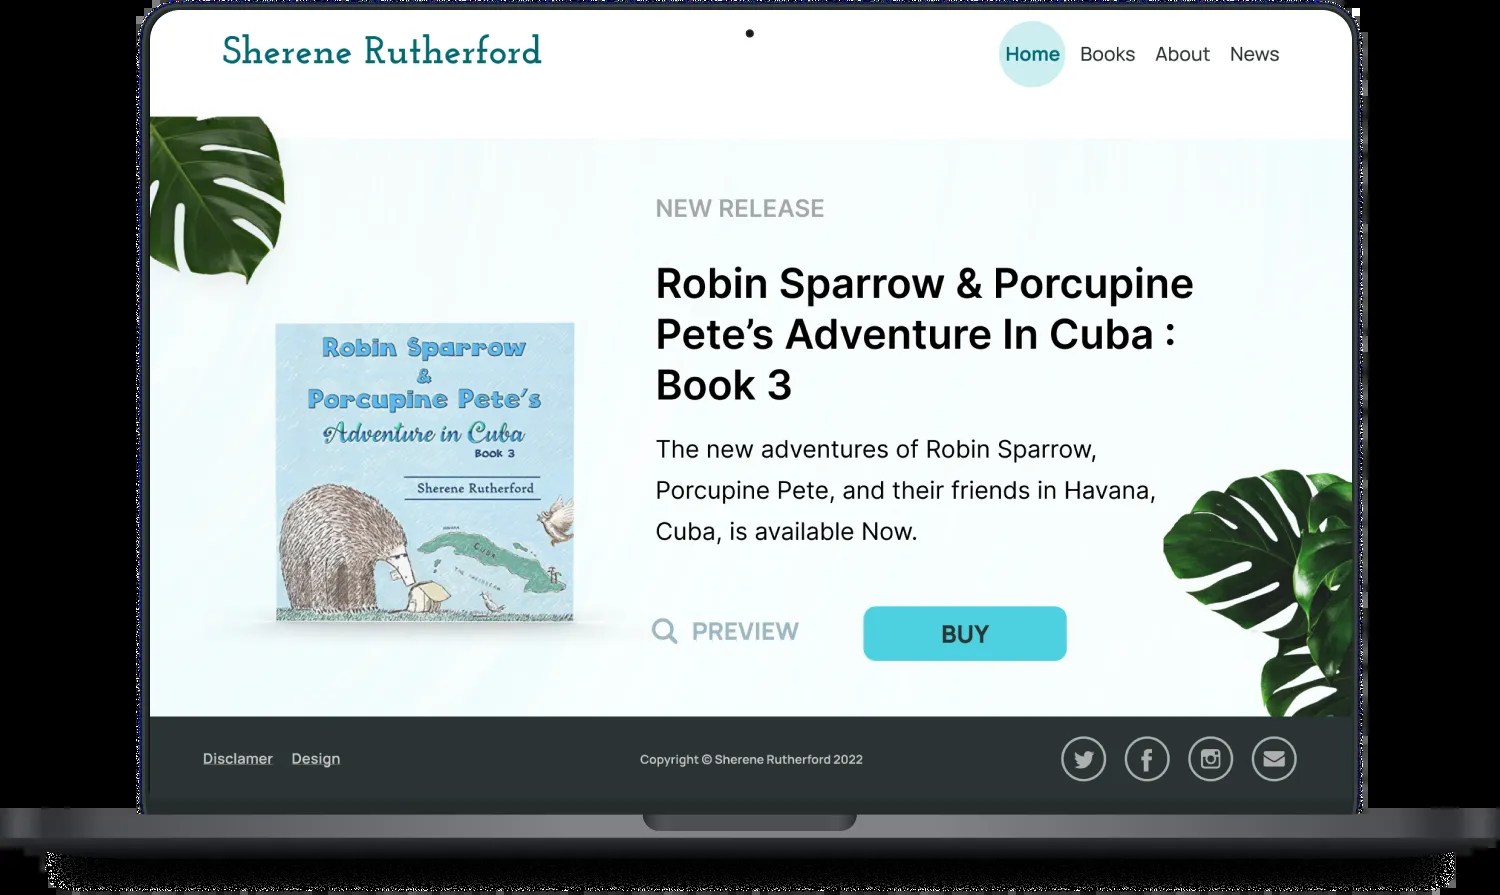 Sherene Rutherford
Home Books About News
NEW RELEASE
Robin Sparrow & Porcupine
Pete’s Adventure In Cuba :
Book 3
The new adventures of Robin Sparrow,
Porcupine Pete, and their friends in Havana,
Cuba, is available Now.
PREVIEW
BUY
Robin Sparrow
&
Porcupine Pete’s
Adventure in Cuba
Book 3
Sherene Rutherford
CUBA
Disclamer Design
Copyright © Sherene Rutherford 2022